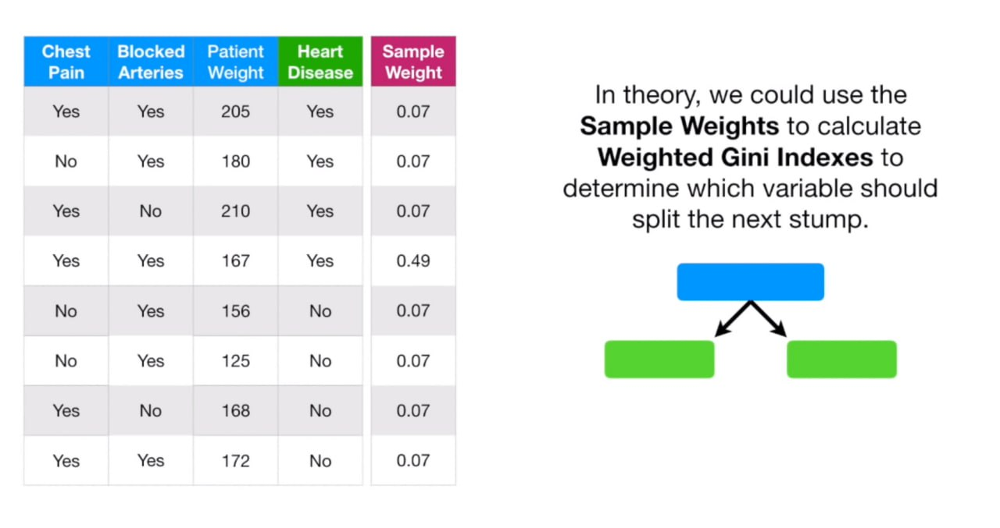 Chest Pain Blocked Arteries Patient Weight Heart Disease Sample Weight
Yes Yes 205 Yes 0.07
No Yes 180 Yes 0.07
Yes No 210 Yes 0.07
Yes Yes 167 Yes 0.49
No Yes 156 No 0.07
No Yes 125 No 0.07
Yes No 168 No 0.07
Yes Yes 172 No 0.07
In theory, we could use the
Sample Weights to calculate
Weighted Gini Indexes to
determine which variable should
split the next stump.